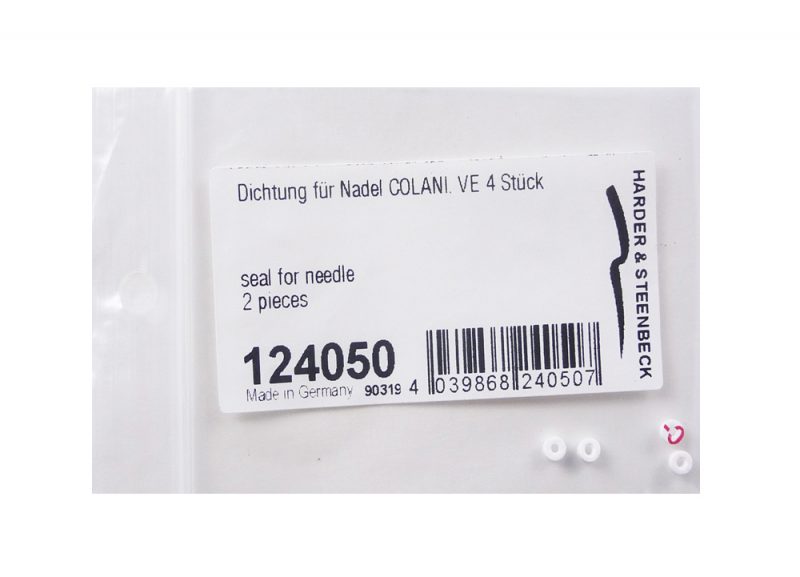 Dichtung für Nadel COLANI. VE 4 Stück
seal for needle
2 pieces
124050
Made in Germany 90319 4 039868 240507
HARDER & STEENBECK